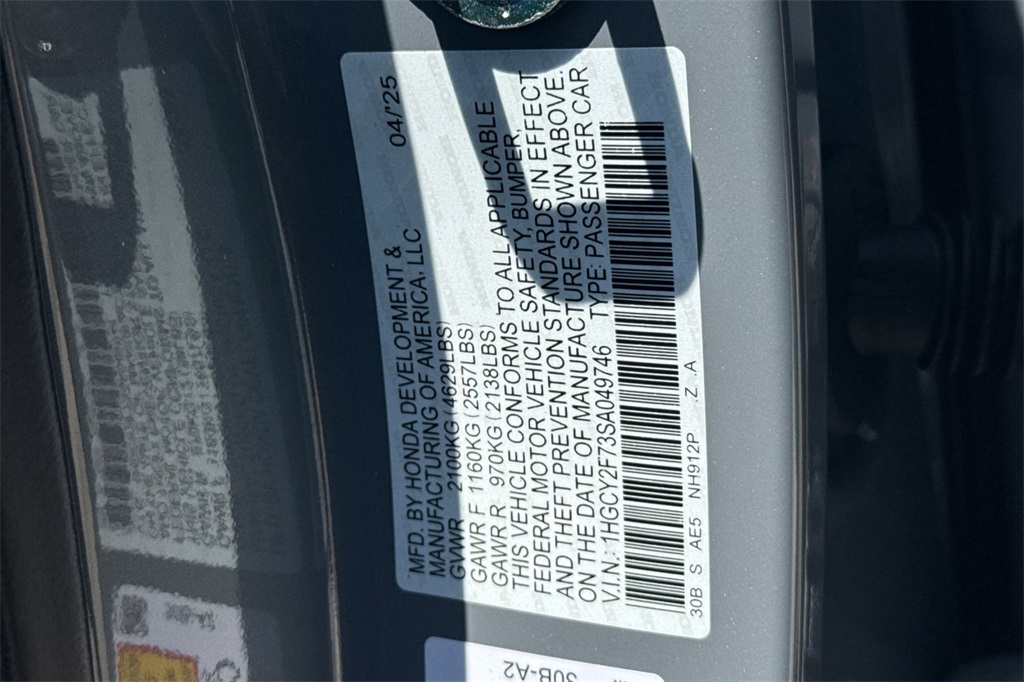 MFD. BY HONDA DEVELOPMENT & 04/'25
MANUFACTURING OF AMERICA, LLC
GVWR 2100KG(4629LBS)
GAWR F 1160KG(2557LBS)
GAWR R 970KG(2138LBS)
THIS VEHICLE CONFORMS TO ALL APPLICABLE
FEDERAL MOTOR VEHICLE SAFETY, BUMPER,
AND THEFT PREVENTION STANDARDS IN EFFECT
ON THE DATE OF MANUFACTURE SHOWN ABOVE.
V.I.N.: 1HGCY2F73SA049746 TYPE: PASSENGER CAR
30B S AE5 NH912P Z A
30B-A2